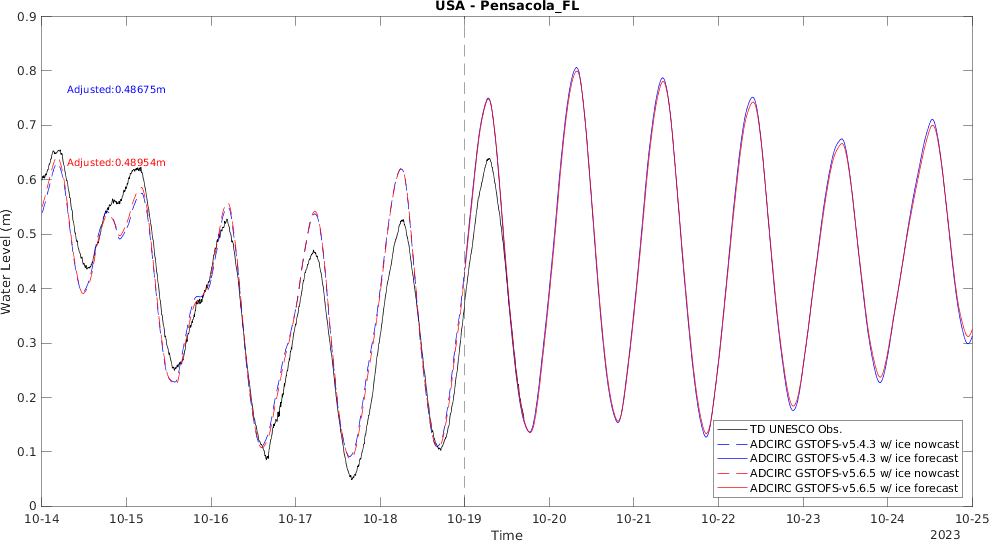 USA - Pensacola_FL
0.9
0.8
0.7
0.6
0.5
0.4
0.3
0.2
0.1
0
Water Level (m)
Adjusted:0.48675m
Adjusted:0.48954m
TD UNESCO Obs.
ADCIRC GSTOFS-v5.4.3 w/ ice nowcast
ADCIRC GSTOFS-v5.4.3 w/ ice forecast
ADCIRC GSTOFS-v5.6.5 w/ ice nowcast
ADCIRC GSTOFS-v5.6.5 w/ ice forecast
10-14 10-15 10-16 10-17 10-18 10-19 10-20 10-21 10-22 10-23 10-24 10-25
Time
2023